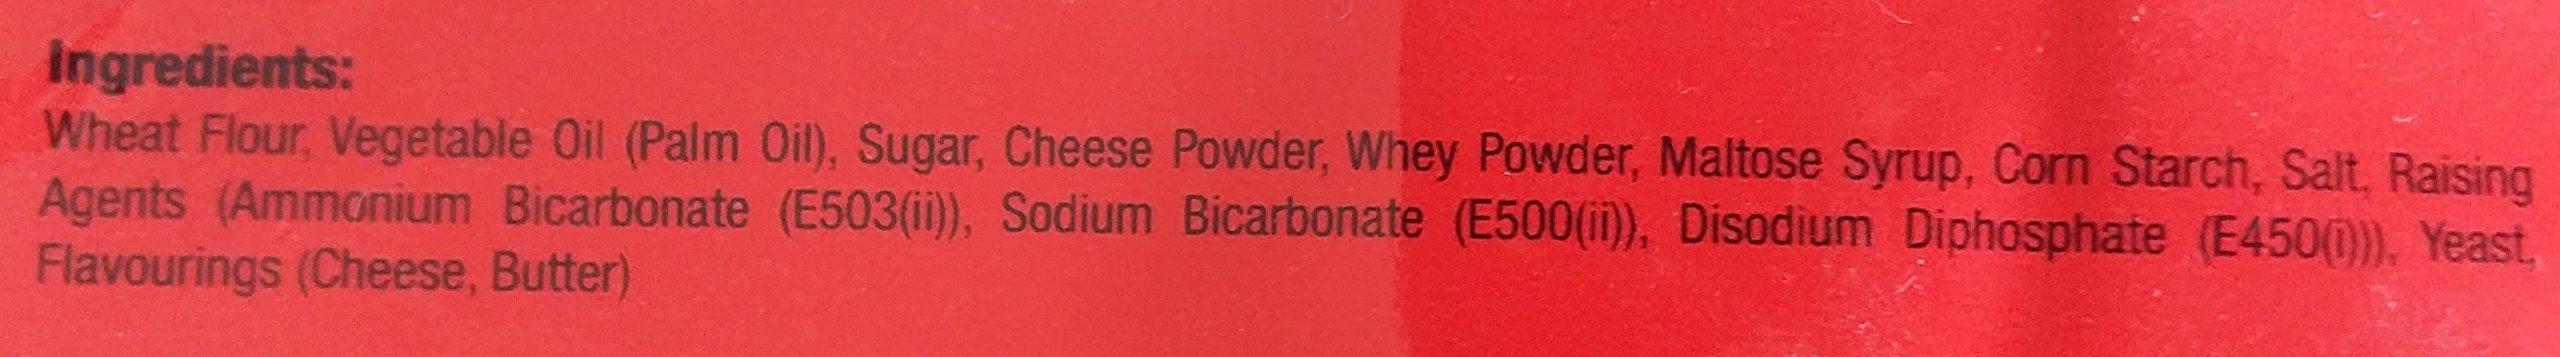 Ingredients:
Wheat Flour, Vegetable Oil (Palm Oil), Sugar, Cheese Powder, Whey Powder, Maltose Syrup, Corn Starch, Salt, Raising
Agents (Ammonium Bicarbonate (E503(ii)), Sodium Bicarbonate (E500(ii)), Disodium Diphosphate (E450(i))), Yeast,
Flavourings (Cheese, Butter)